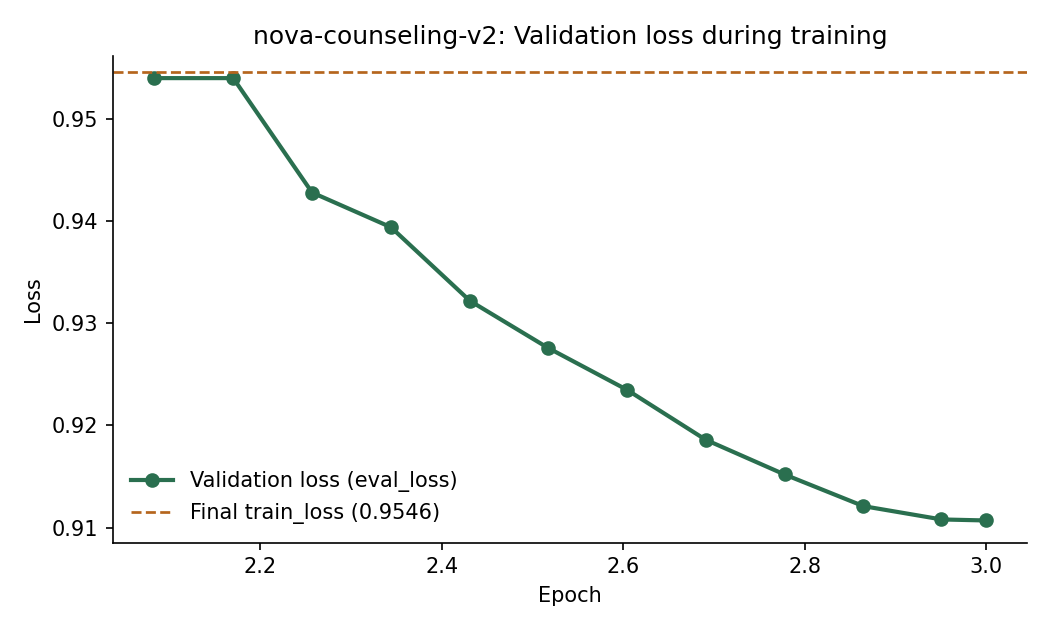 nova-counseling-v2: Validation loss during training
Loss
0.95
0.94
0.93
0.92
0.91
Validation loss (eval_loss)
Final train_loss (0.9546)
2.2
2.4
2.6
2.8
3.0
Epoch